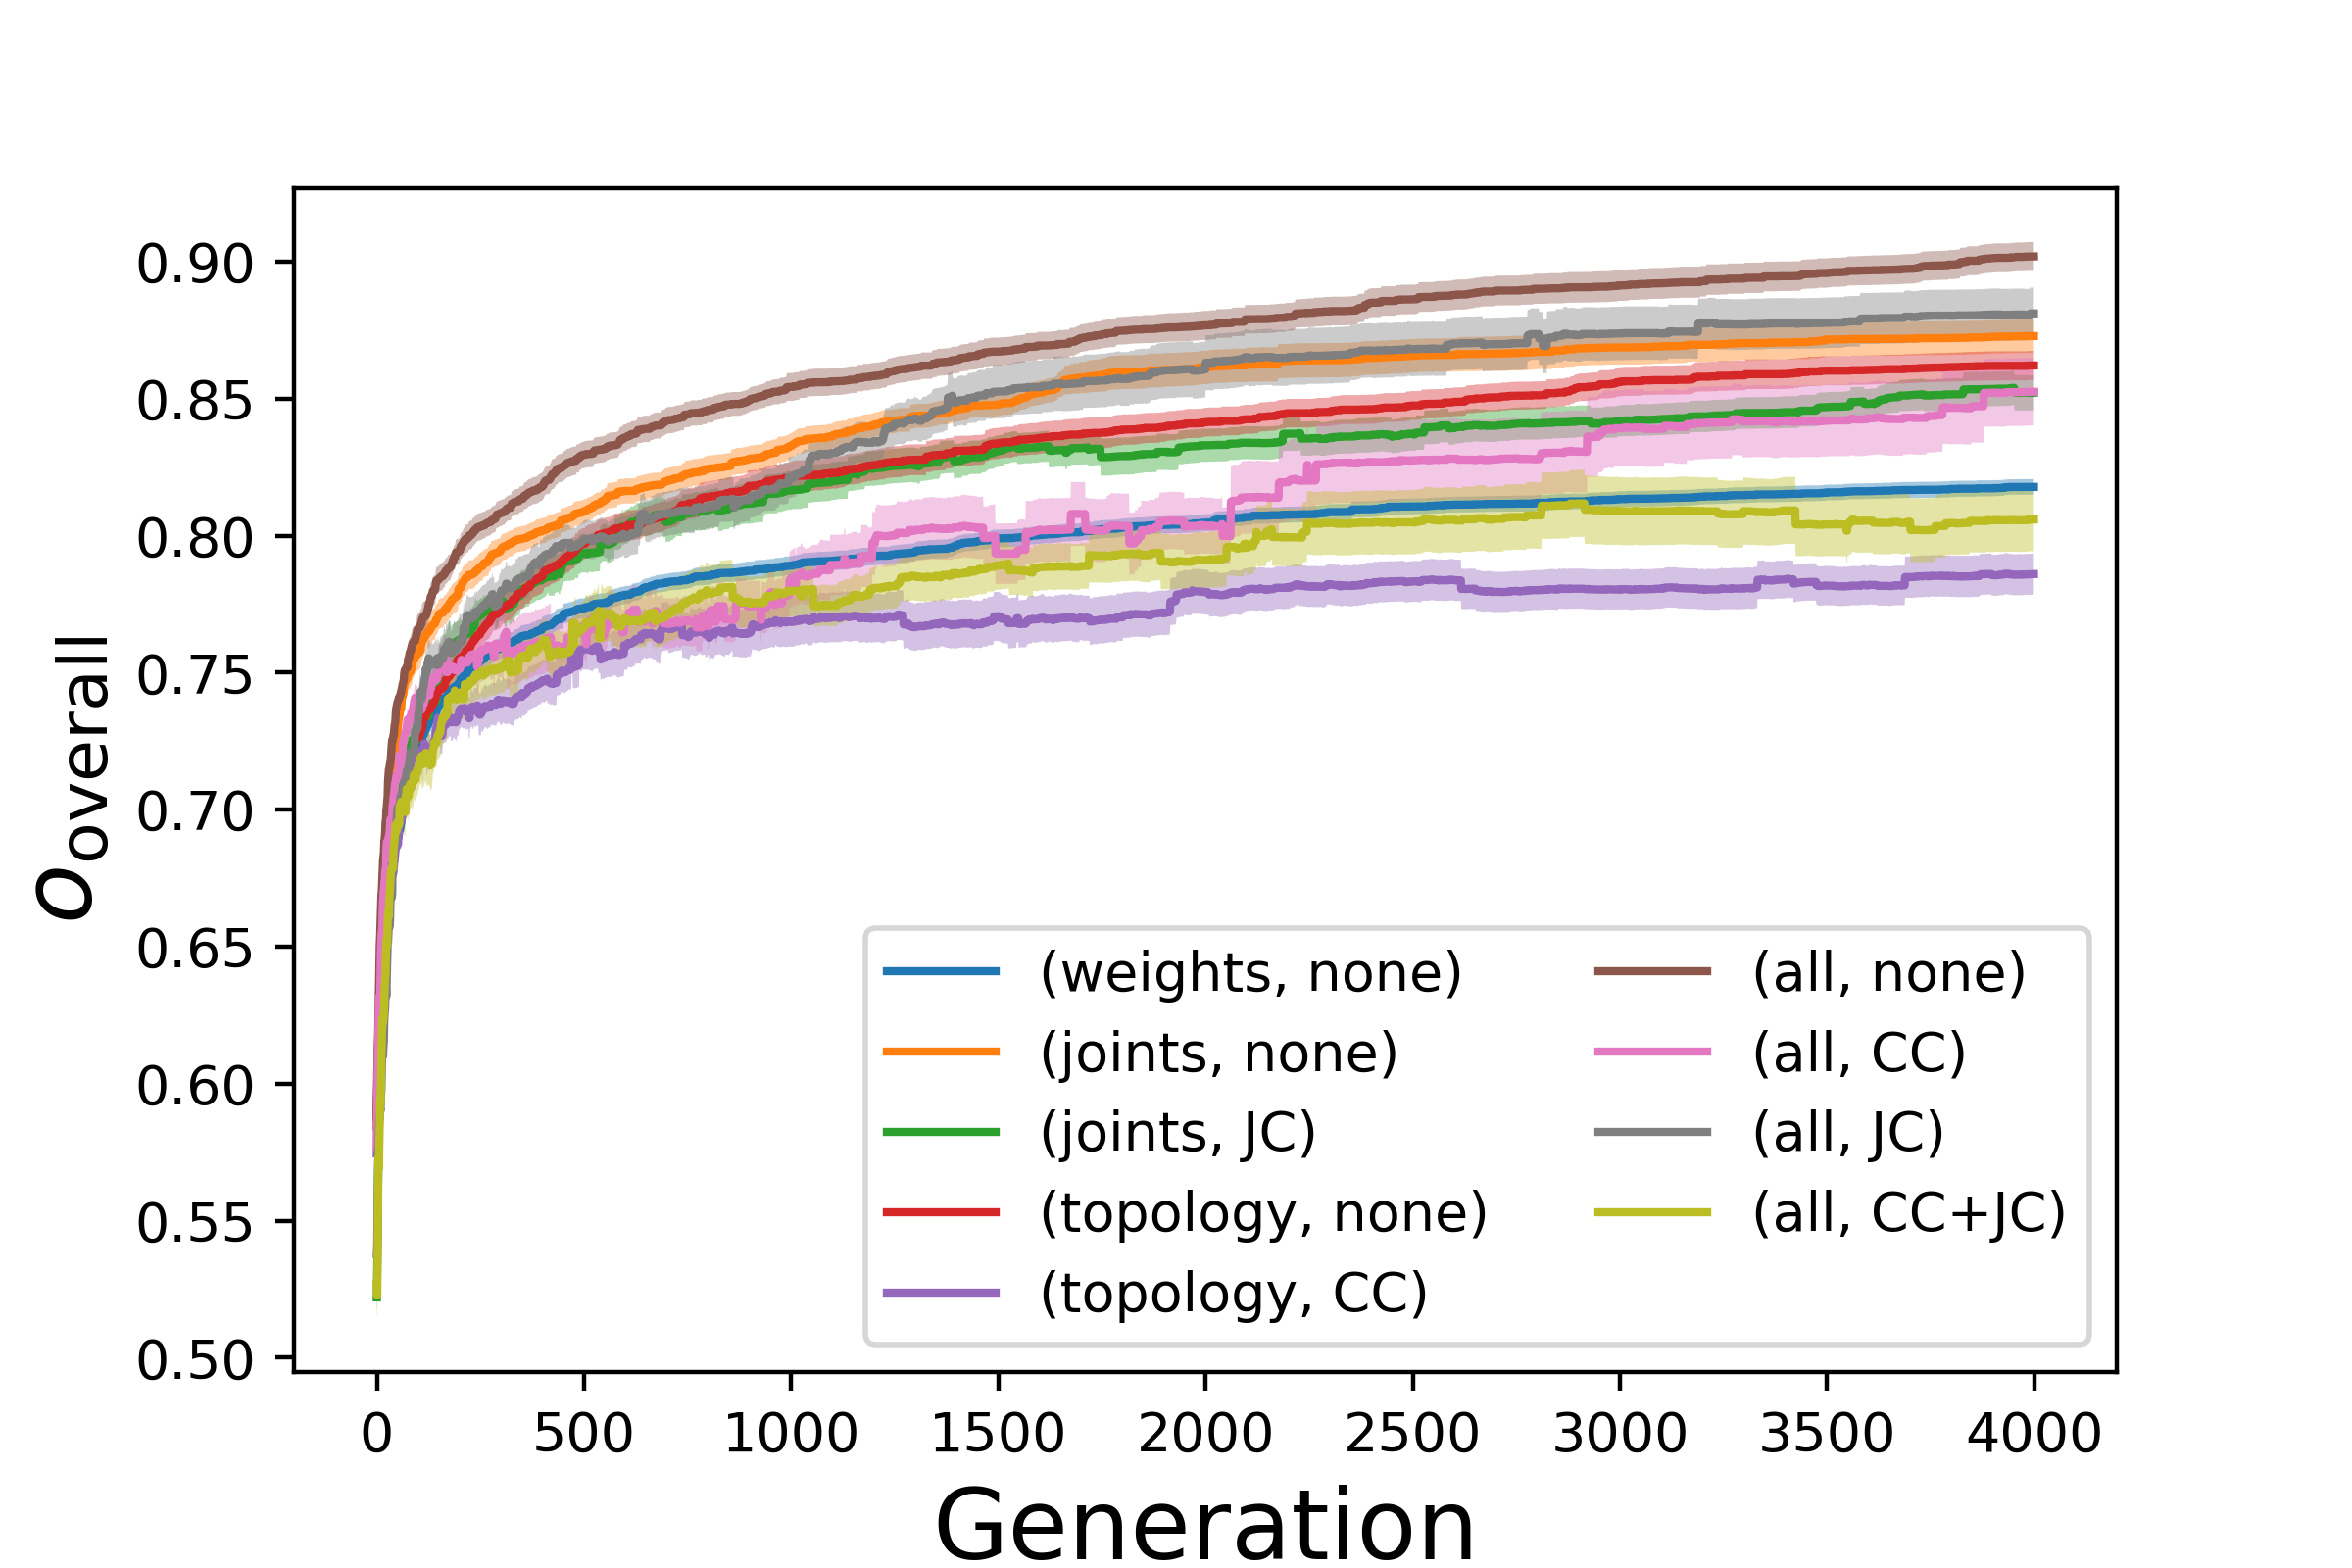 0.90
0.85
0.80
0.75
0.70
0.65
0.60
0.55
0.50
Ooverall
(weights, none)
(joints, none)
(joints, JC)
(topology, none)
(topology, CC)
(all, none)
(all, CC)
(all, JC)
(all, CC+JC)
0 500 1000 1500 2000 2500 3000 3500 4000
Generation